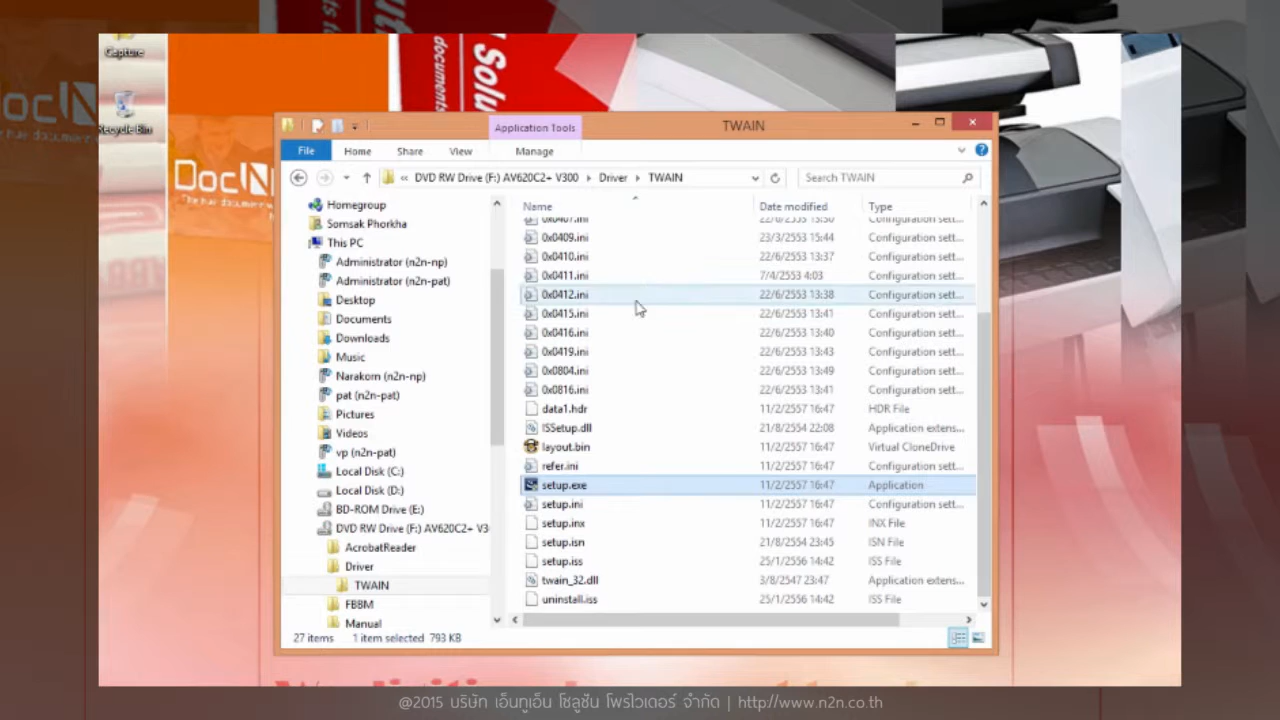 Capture
Recycle Bin
DocN
Solu
documents
Application Tools
TWAIN
File
Home
Share
View
Manage
« DVD RW Drive (F:) AV620C2+ V300 › Driver › TWAIN
Search TWAIN
Homegroup
Somsak Phorkha
This PC
Administrator (n2n-np)
Administrator (n2n-pat)
Desktop
Documents
Downloads
Music
Narakorn (n2n-np)
pat (n2n-pat)
Pictures
Videos
vp (n2n-pat)
Local Disk (C:)
Local Disk (D:)
BD-ROM Drive (E:)
DVD RW Drive (F:) AV620C2+ V3
AcrobatReader
Driver
TWAIN
FBBM
Manual
Name Date modified Type
0x0407.ini 22/6/2553 13:50 Configuration sett...
0x0409.ini 23/3/2553 15:44 Configuration sett...
0x0410.ini 22/6/2553 13:37 Configuration sett...
0x0411.ini 7/4/2553 4:03 Configuration sett...
0x0412.ini 22/6/2553 13:38 Configuration sett...
0x0415.ini 22/6/2553 13:41 Configuration sett...
0x0416.ini 22/6/2553 13:40 Configuration sett...
0x0419.ini 22/6/2553 13:43 Configuration sett...
0x0804.ini 22/6/2553 13:49 Configuration sett...
0x0816.ini 22/6/2553 13:41 Configuration sett...
data1.hdr 11/2/2557 16:47 HDR File
ISSetup.dll 21/8/2554 22:08 Application extens...
layout.bin 11/2/2557 16:47 Virtual CloneDrive
refer.ini 11/2/2557 16:47 Configuration sett...
setup.exe 11/2/2557 16:47 Application
setup.ini 11/2/2557 16:47 Configuration sett...
setup.inx 11/2/2557 16:47 INX File
setup.isn 21/8/2554 23:45 ISN File
setup.iss 25/1/2556 14:42 ISS File
twain_32.dll 3/8/2547 23:47 Application extens...
uninstall.iss 25/1/2556 14:42 ISS File
27 items 1 item selected 793 KB
@2015 บริษัท เอ็นทูเอ็น โซลูชัน โพรไวเดอร์ จำกัด | http://www.n2n.co.th